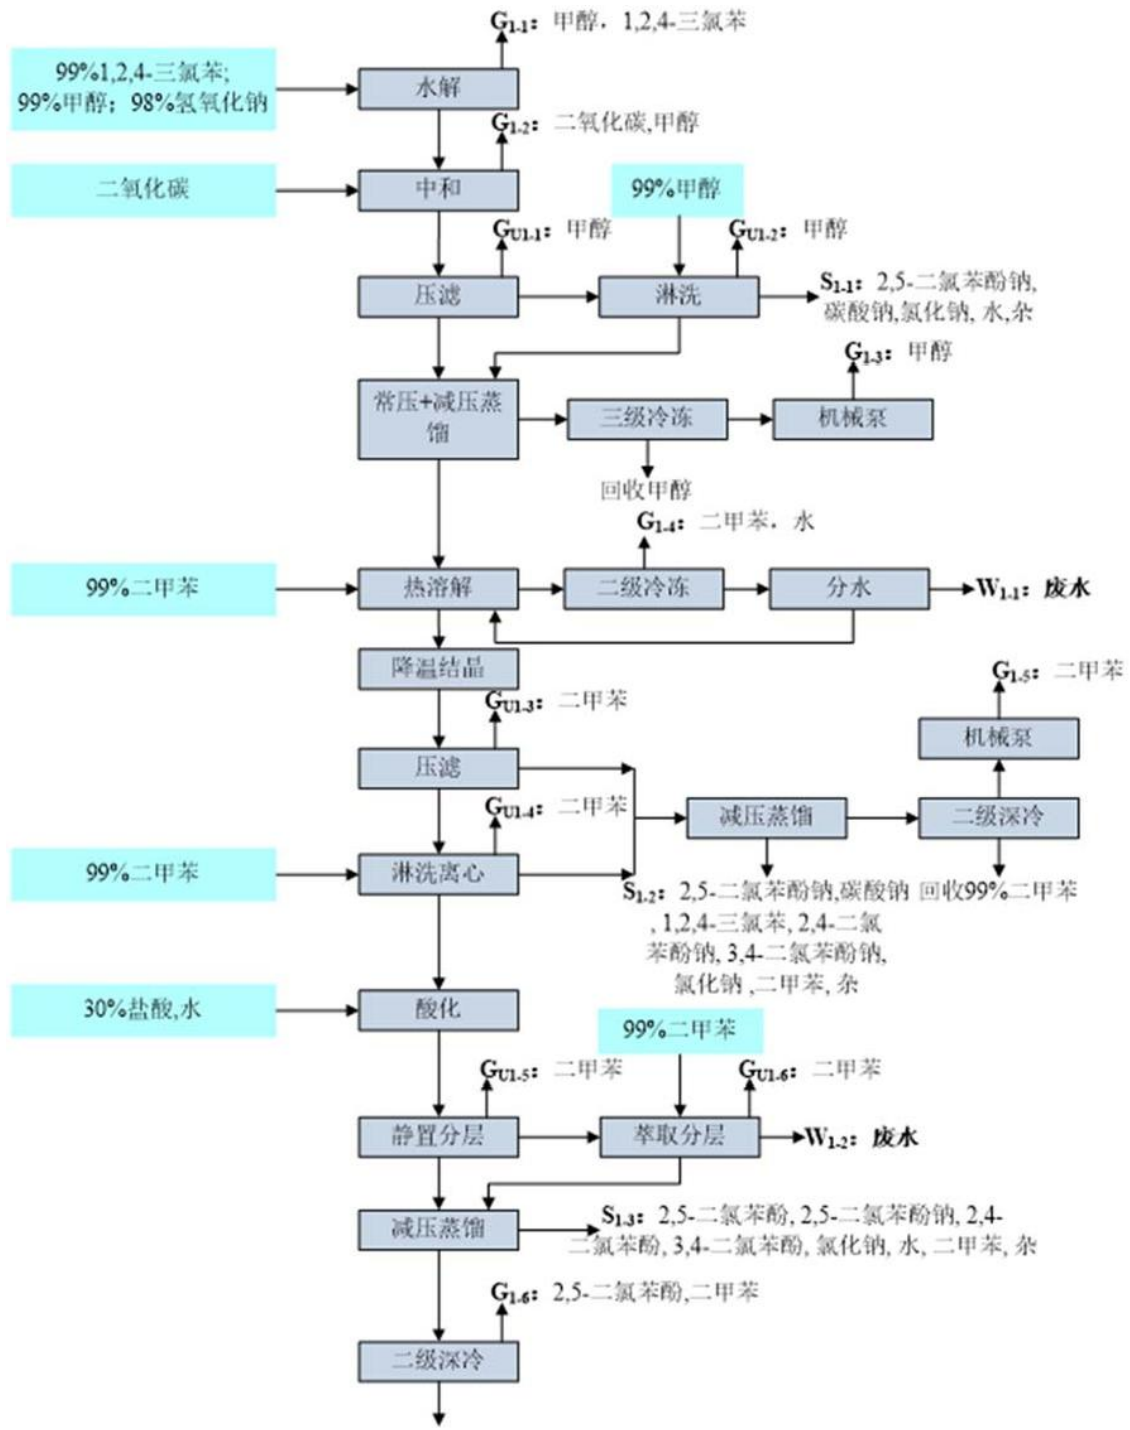 G1-1：甲醇，1,2,4-三氯苯
99%1,2,4-三氯苯;
99%甲醇；98%氢氧化钠
水解
G1-2：二氧化碳,甲醇
二氧化碳
中和
99%甲醇
GU1-1：甲醇
GU1-2：甲醇
压滤
淋洗
S1-1：2,5-二氯苯酚钠,
碳酸钠,氯化钠, 水,杂
G1-3：甲醇
常压+减压蒸
馏
三级冷冻
机械泵
回收甲醇
G1-4：二甲苯，水
99%二甲苯
热溶解
二级冷冻
分水
W1-1：废水
降温结晶
G1-5：二甲苯
GU1-3：二甲苯
机械泵
压滤
GU1-4：二甲苯
减压蒸馏
二级深冷
99%二甲苯
淋洗离心
S1-2：2,5-二氯苯酚钠,碳酸钠
, 1,2,4-三氯苯, 2,4-二氯
苯酚钠, 3,4-二氯苯酚钠,
氯化钠 ,二甲苯, 杂
回收99%二甲苯
30%盐酸,水
酸化
99%二甲苯
GU1-5：二甲苯
GU1-6：二甲苯
静置分层
萃取分层
W1-2：废水
减压蒸馏
S1-3：2,5-二氯苯酚, 2,5-二氯苯酚钠, 2,4-
二氯苯酚, 3,4-二氯苯酚, 氯化钠, 水, 二甲苯, 杂
G1-6：2,5-二氯苯酚,二甲苯
二级深冷